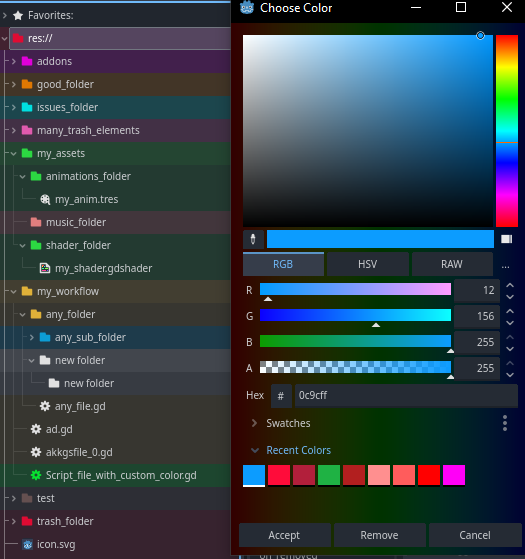 Favorites:
res://
addons
good_folder
issues_folder
many_trash_elements
my_assets
animations_folder
my_anim.tres
music_folder
shader_folder
my_shader.gdshader
my_workflow
any_folder
any_sub_folder
new folder
new folder
any_file.gd
ad.gd
akkgsfile_0.gd
Script_file_with_custom_color.gd
test
trash_folder
icon.svg
Choose Color
RGB HSV RAW ...
R 12
G 156
B 255
A 255
Hex # 0c9cff
Swatches
Recent Colors
Accept Remove Cancel